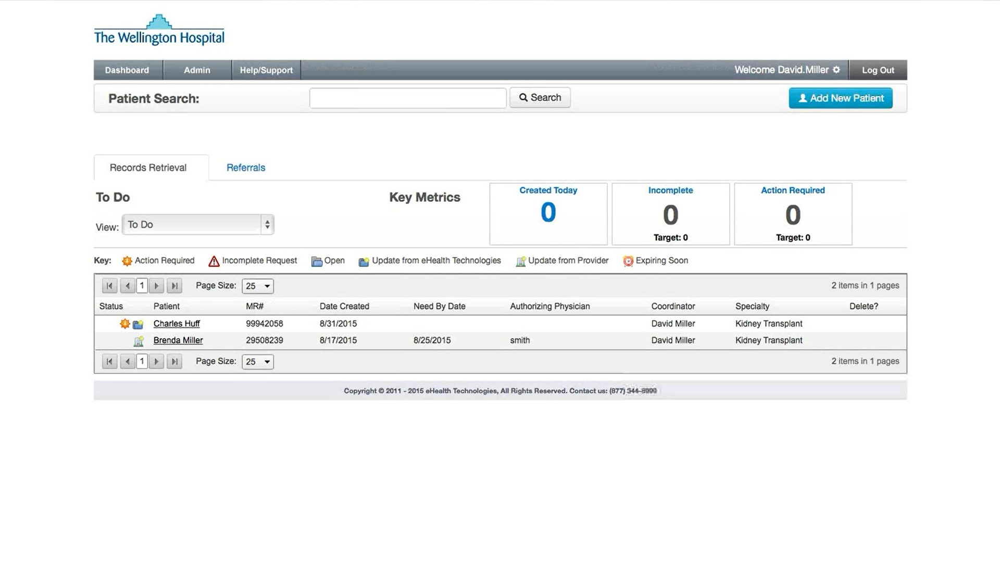 The Wellington Hospital
Dashboard Admin Help/Support Welcome David.Miller Log Out
Patient Search: Search Add New Patient
Records Retrieval Referrals
To Do
View: To Do
Key Metrics
Created Today
0
Incomplete
0
Target: 0
Action Required
0
Target: 0
Key: Action Required Incomplete Request Open Update from eHealth Technologies Update from Provider Expiring Soon
1 Page Size: 25 2 items in 1 pages
Status Patient MR# Date Created Need By Date Authorizing Physician Coordinator Specialty Delete?
Charles Huff 99942058 8/31/2015 David Miller Kidney Transplant
Brenda Miller 29508239 8/17/2015 8/25/2015 smith David Miller Kidney Transplant
1 Page Size: 25 2 items in 1 pages
Copyright © 2011 - 2015 eHealth Technologies, All Rights Reserved. Contact us: (877)